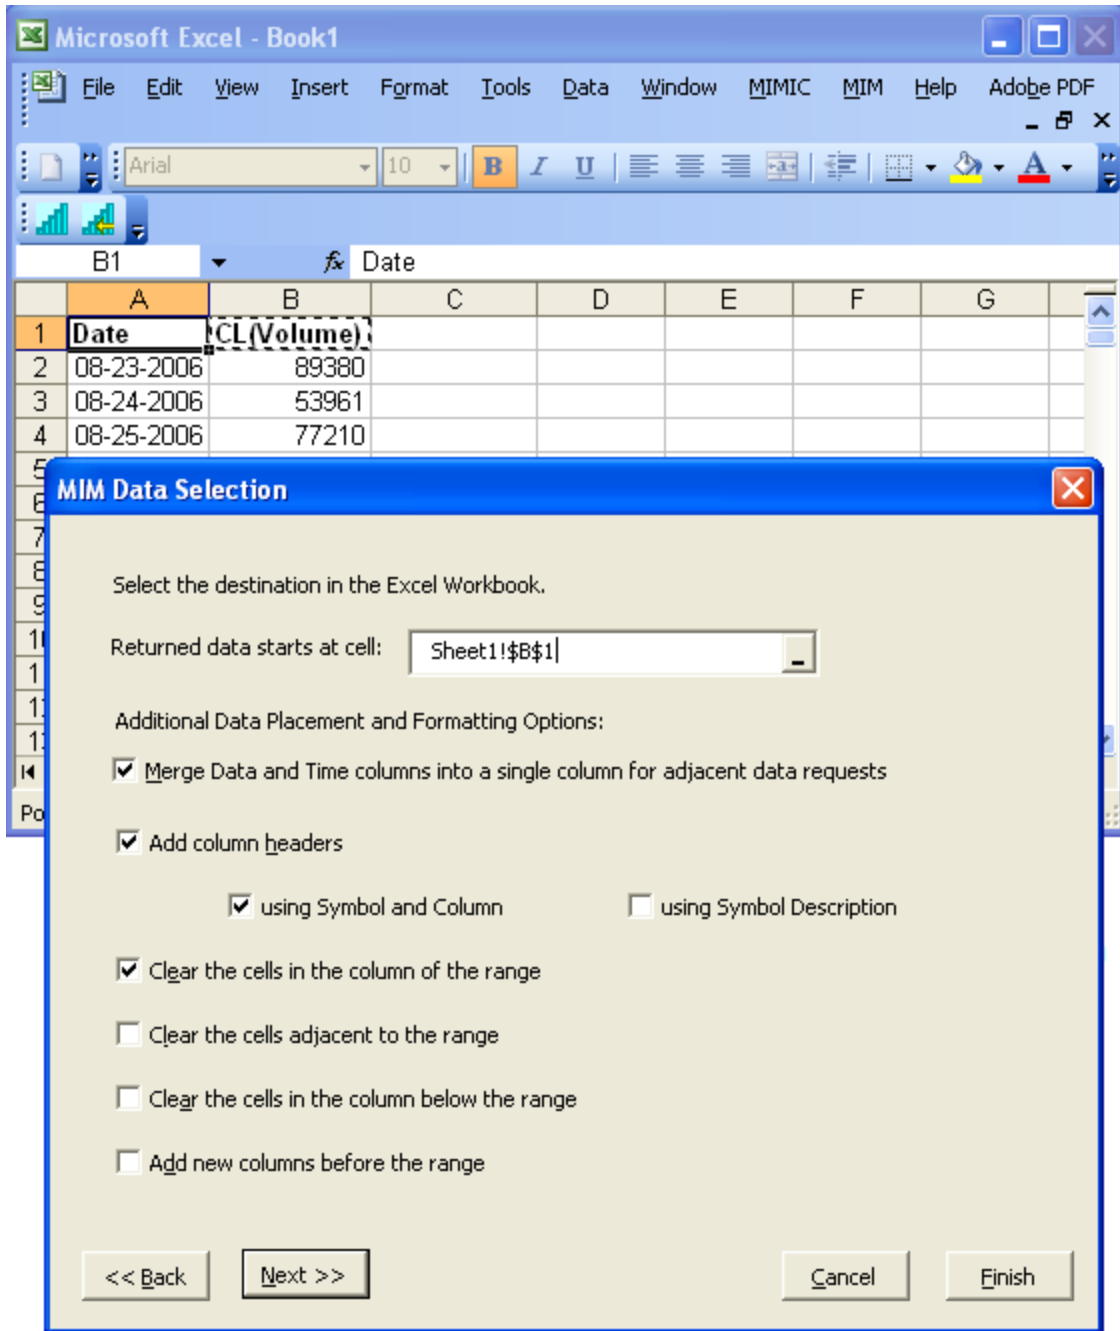 Microsoft Excel - Book1
File Edit View Insert Format Tools Data Window MIMIC MIM Help Adobe PDF
Arial 10 B I U A
B1 fx Date
A B C D E F G
1 Date CL(Volume)
2 08-23-2006 89380
3 08-24-2006 53961
4 08-25-2006 77210
MIM Data Selection
Select the destination in the Excel Workbook.
Returned data starts at cell: Sheet1!$B$1
Additional Data Placement and Formatting Options:
Merge Data and Time columns into a single column for adjacent data requests
Add column headers
using Symbol and Column using Symbol Description
Clear the cells in the column of the range
Clear the cells adjacent to the range
Clear the cells in the column below the range
Add new columns before the range
<< Back Next >> Cancel Finish